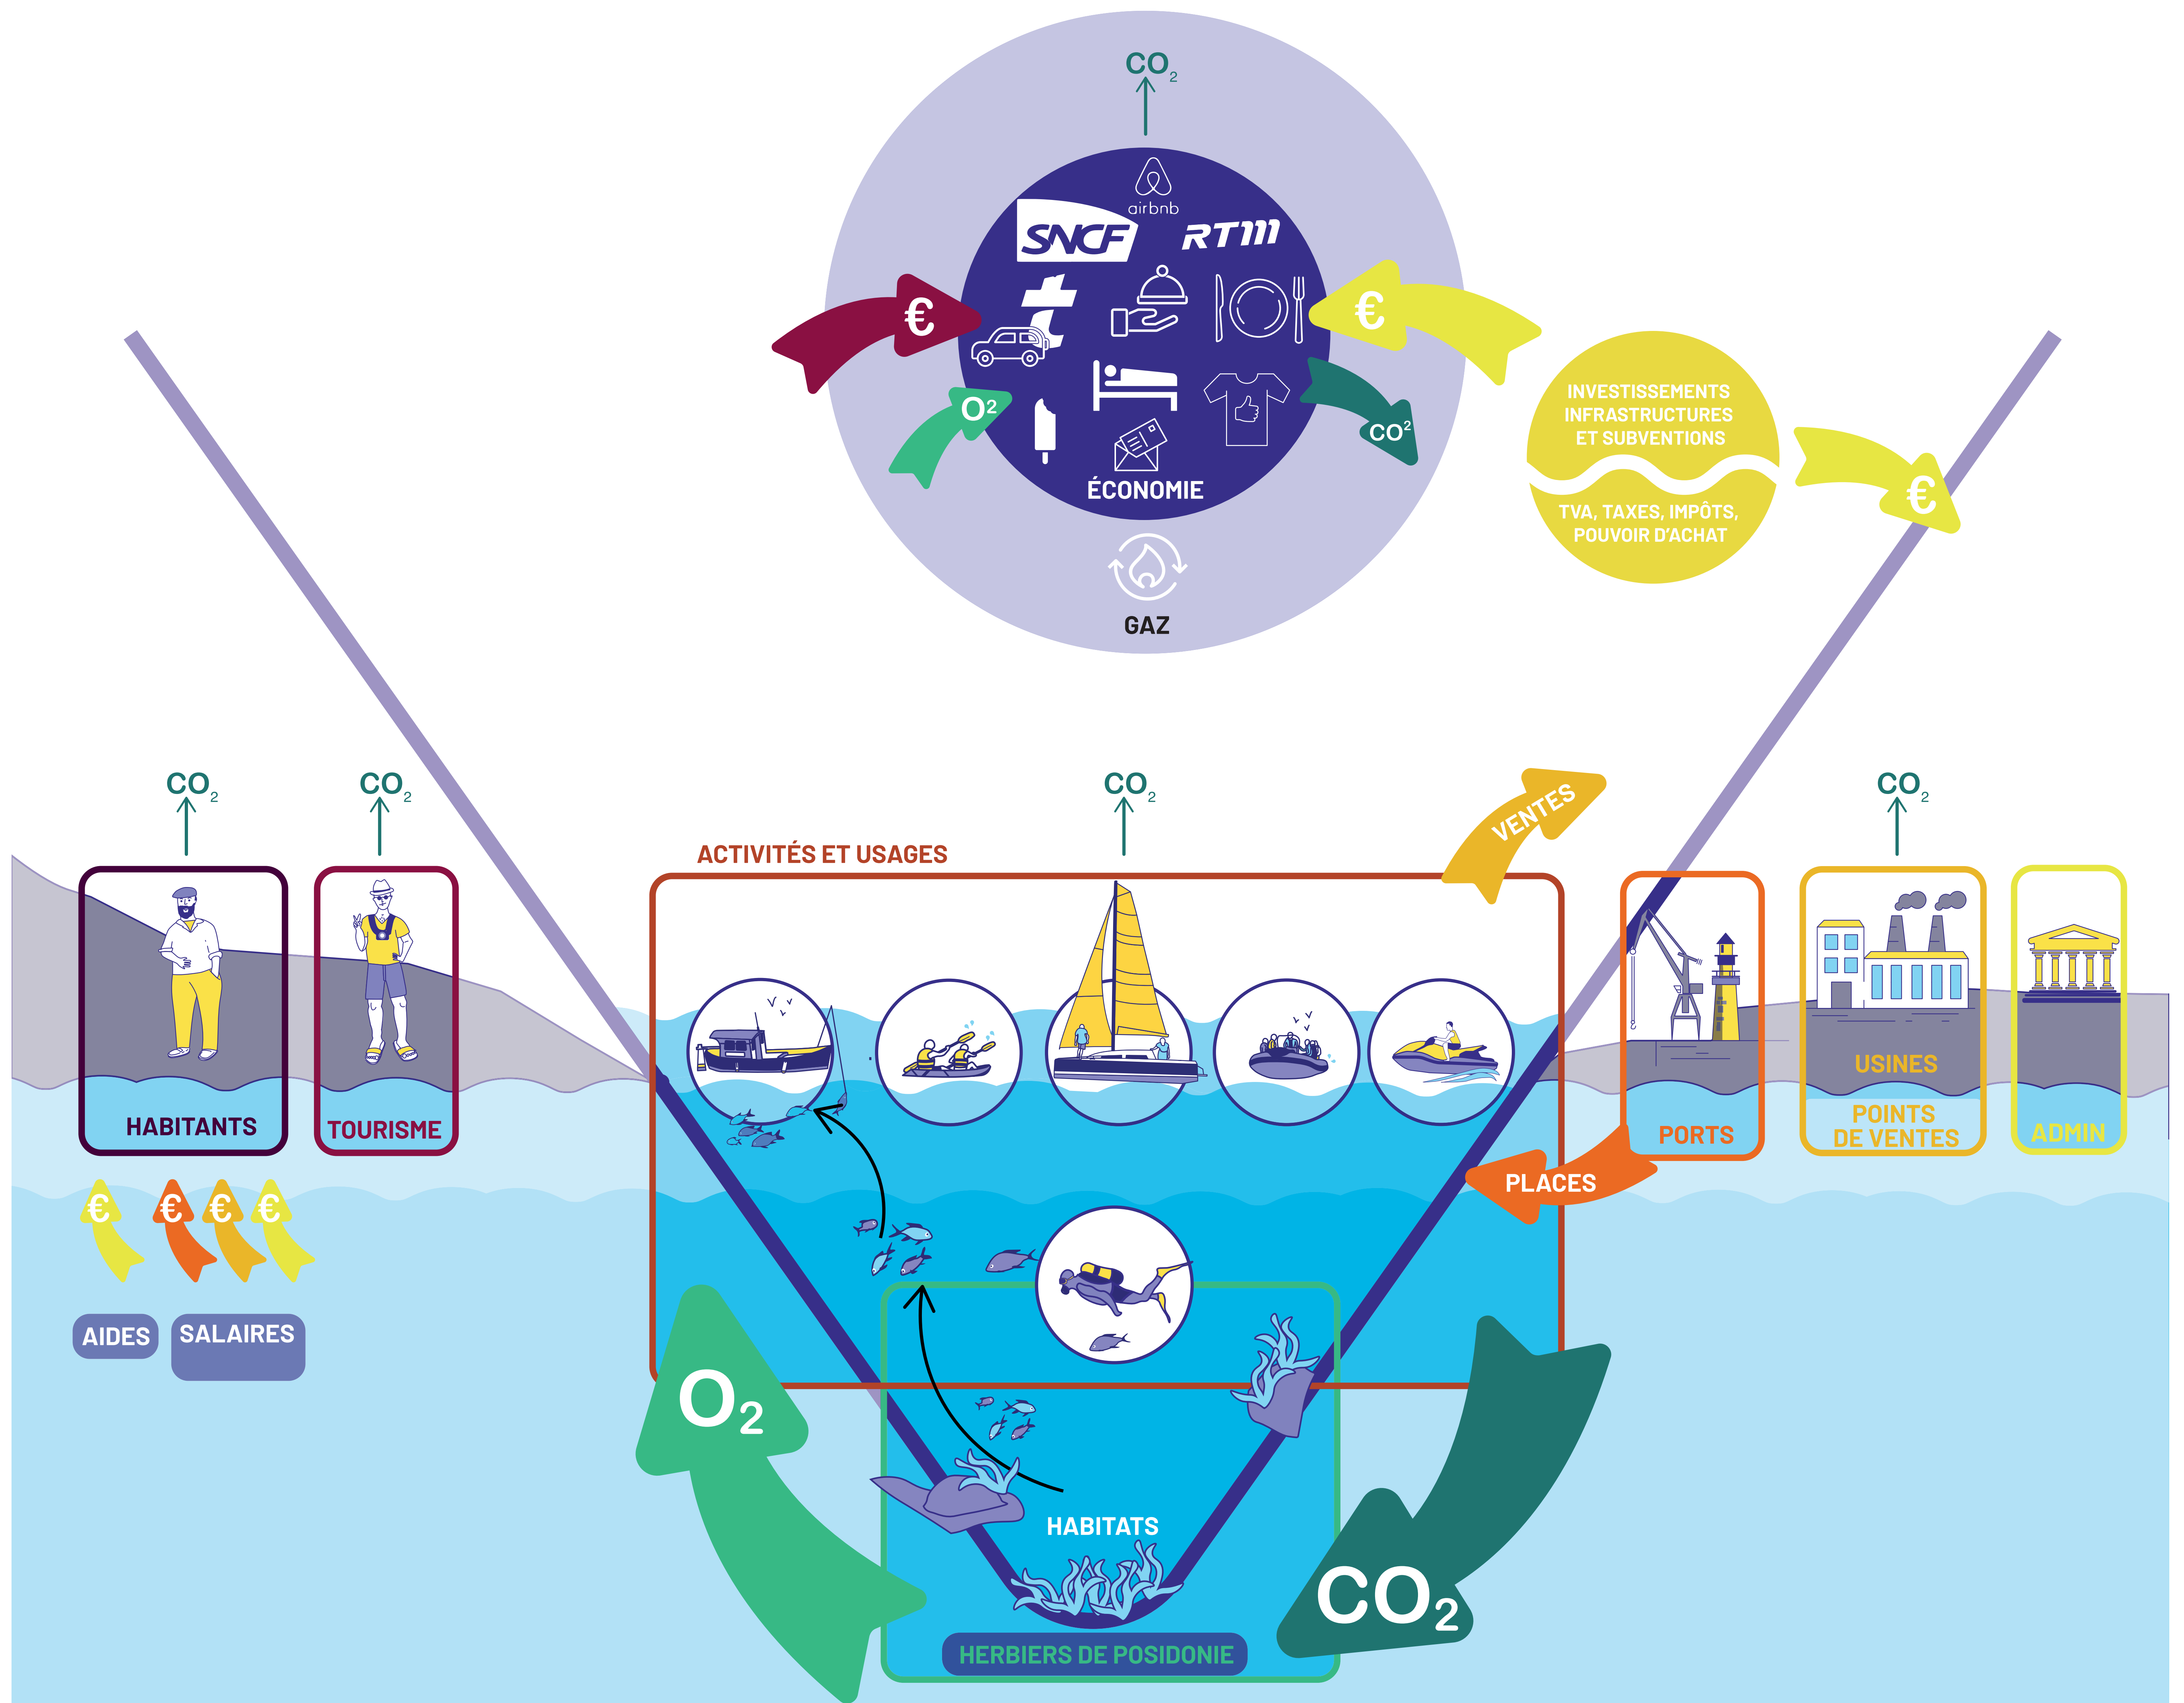 CO2
airbnb
SNCF
RTM
t
€
€
O2
CO2
ÉCONOMIE
GAZ
INVESTISSEMENTS
INFRASTRUCTURES
ET SUBVENTIONS
TVA, TAXES, IMPÔTS,
POUVOIR D'ACHAT
€
CO2
CO2
CO2
CO2
VENTES
ACTIVITÉS ET USAGES
HABITANTS
TOURISME
PORTS
USINES
POINTS
DE VENTES
ADMIN
PLACES
€
€
€
€
AIDES
SALAIRES
O2
CO2
HABITATS
HERBIERS DE POSIDONIE